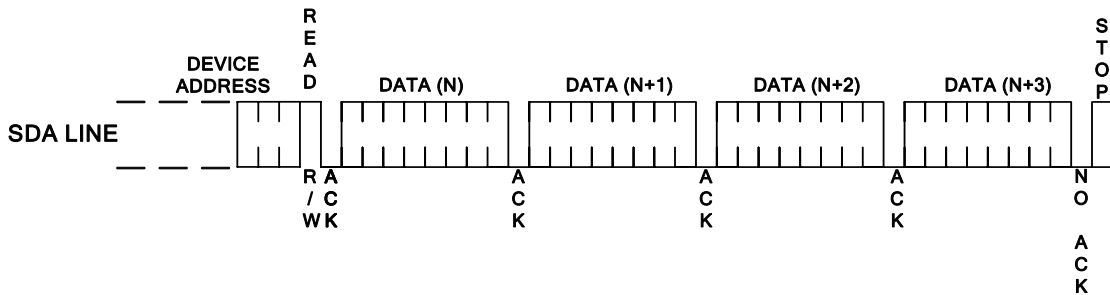 READ
STOP
DEVICE
ADDRESS
DATA (N)
DATA (N+1)
DATA (N+2)
DATA (N+3)
SDA LINE
R/W
ACK
ACK
ACK
ACK
NO ACK